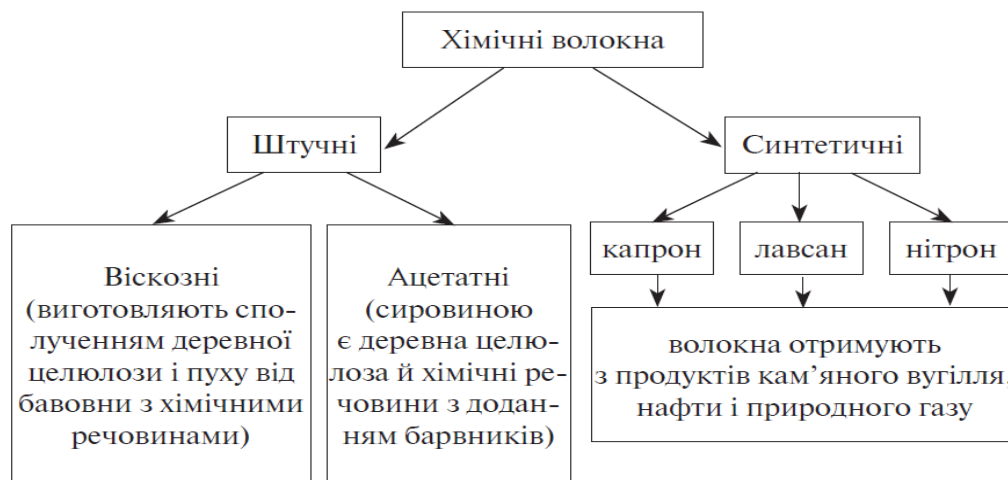 Хімічні волокна
Штучні
Синтетичні
Віскозні
(виготовляють спо-
лученням деревної
целюлози і пуху від
бавовни з хімічними
речовинами)
Ацетатні
(сировиною
є деревна целю-
лоза й хімічні ре-
човини з додан-
ням барвників)
капрон
лавсан
нітрон
волокна отримують
з продуктів кам’яного вугілля,
нафти і природного газу